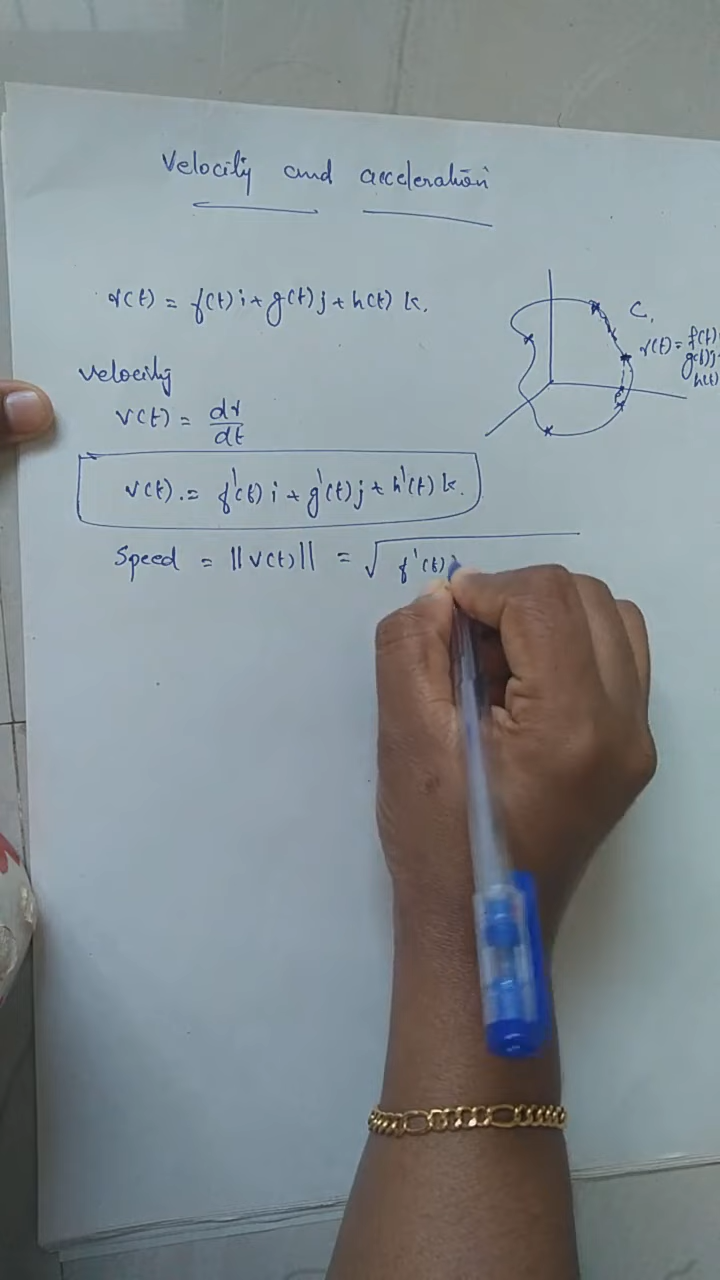 Velocity and acceleration
r(t) = f(t) i + g(t) j + h(t) k.
C.
r(t) = f(t)
g(t) j
h(t)
Velocity
v(t) = dr/dt
v(t). = f'(t) i + g'(t) j + h'(t) k.
Speed = ||v(t)|| = √ f'(t)